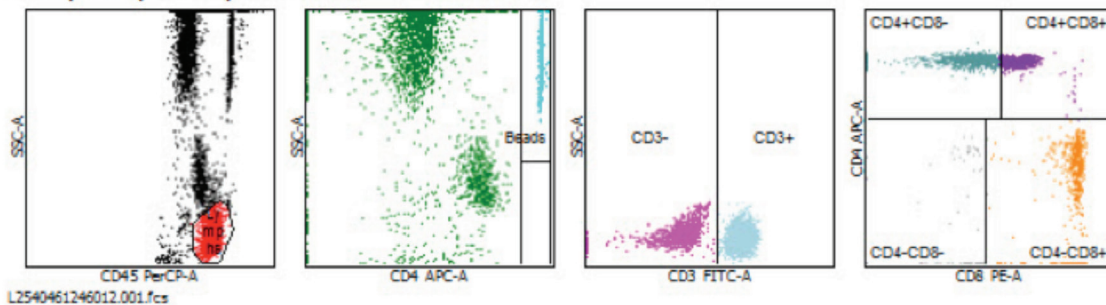 SSC-A
CD45 PerCP-A
SSC-A
Beads
CD4 APC-A
SSC-A
CD3-
CD3+
CD3 FITC-A
CD4 APC-A
CD4+CD8-
CD4+CD8+
CD4-CD8-
CD4-CD8+
CD8 PE-A
L2540461246012.001.fcs